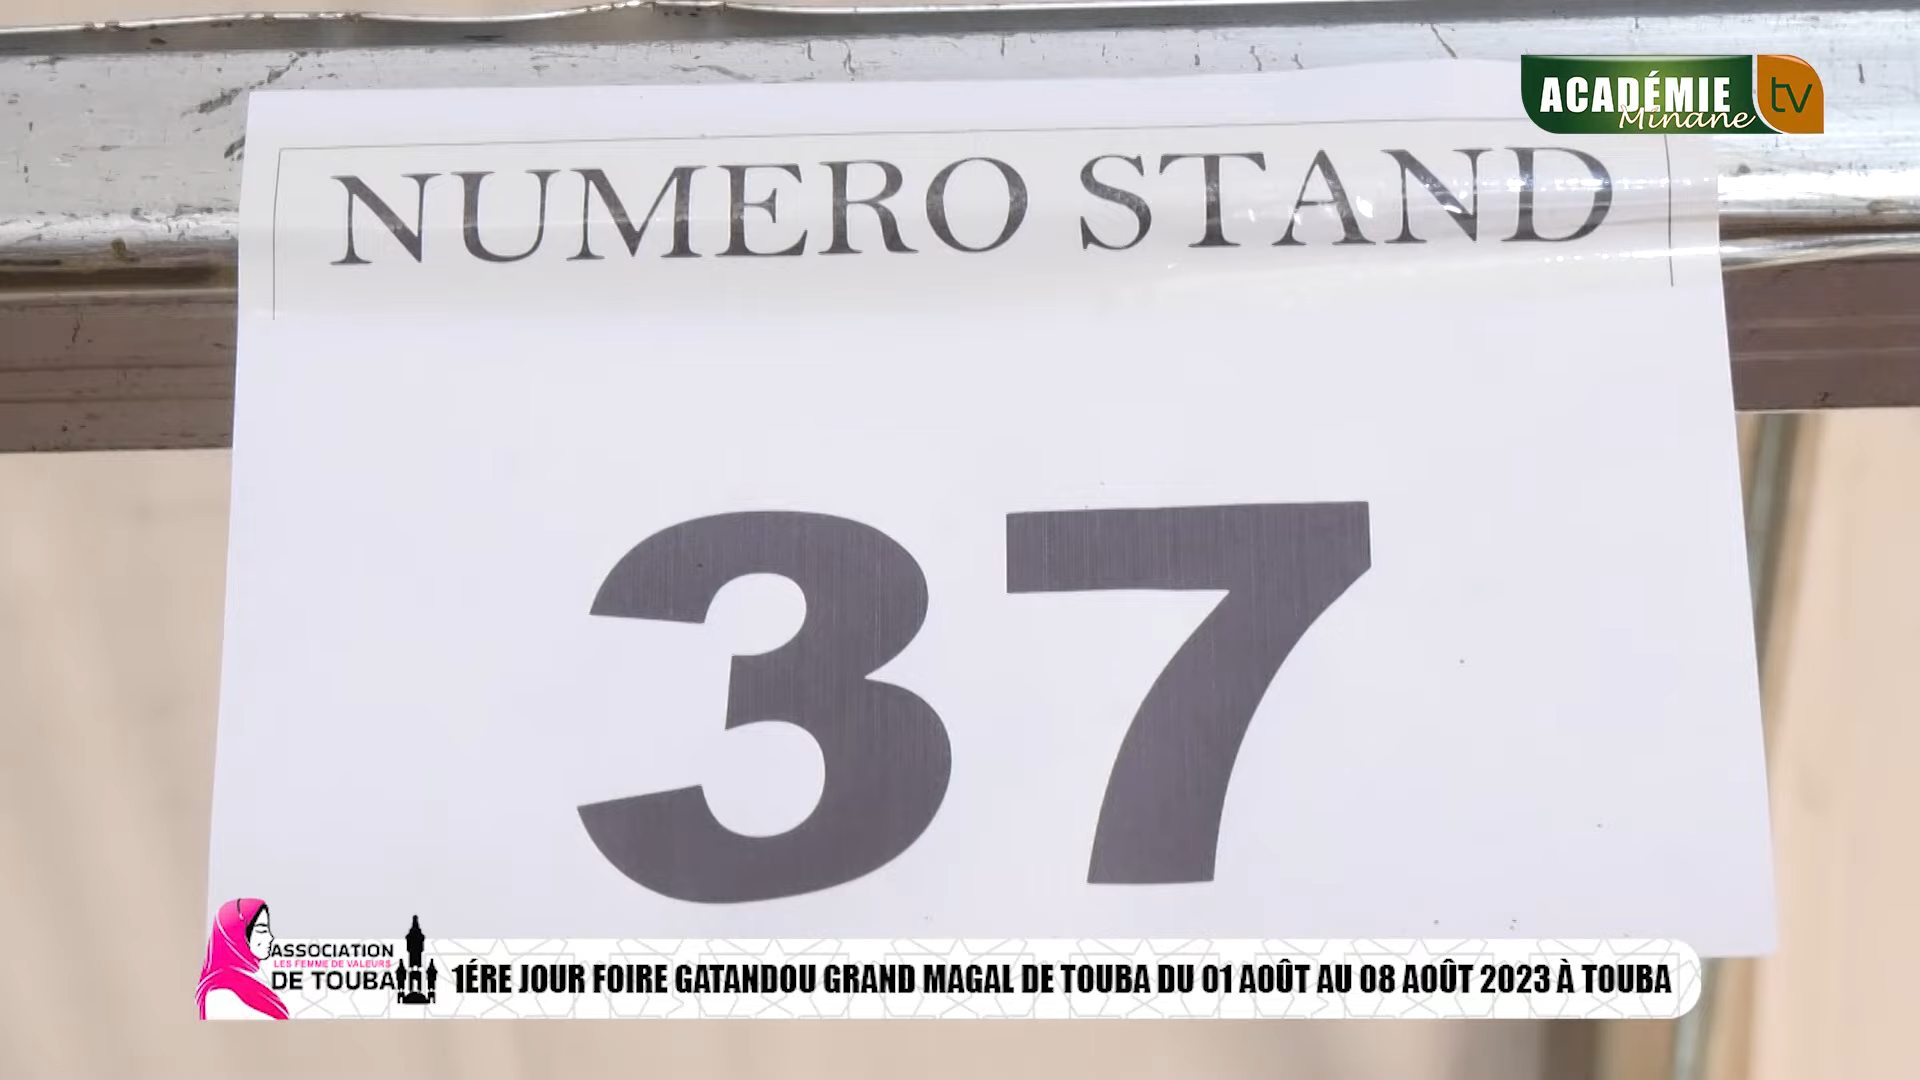 ACADÉMIE tv
Minane
NUMERO STAND
37
ASSOCIATION
LES FEMME DE VALEURS
DE TOUBA
1ÉRE JOUR FOIRE GATANDOU GRAND MAGAL DE TOUBA DU 01 AOÛT AU 08 AOÛT 2023 À TOUBA